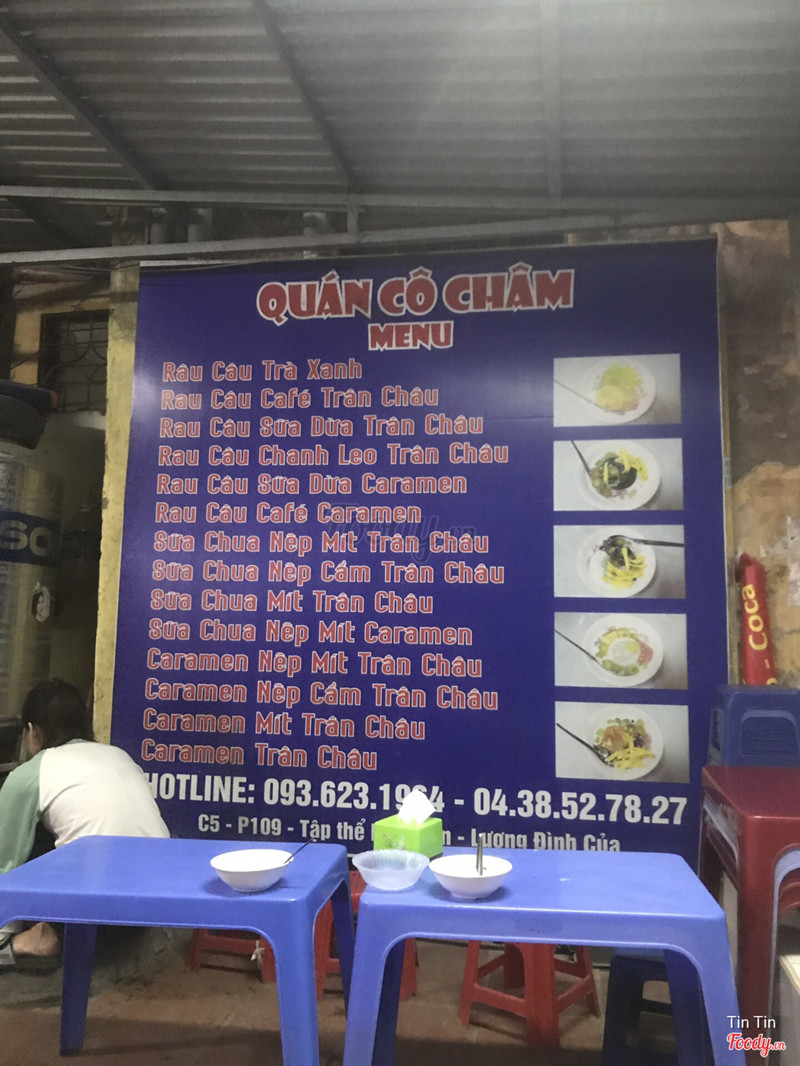 QUÁN CÔ CHÂM
MENU
Râu Câu Trà Xanh
Rau Câu Café Trân Châu
Rau Câu Sữa Dừa Trân Châu
Rau Câu Chanh Leo Trân Châu
Rau Câu Sữa Dừa Caramen
Rau Câu Café Caramen
Sữa Chua Nếp Mít Trân Châu
Sữa Chua Nếp Cẩm Trân Châu
Sữa Chua Mít Trân Châu
Sữa Chua Nếp Mít Caramen
Caramen Nếp Mít Trân Châu
Caramen Nếp Cẩm Trân Châu
Caramen Mít Trân Châu
Caramen Trân Châu
HOTLINE: 093.623.1964 - 04.38.52.78.27
C5 - P109 - Tập thể - Lương Đình Của
Coca
Foody.vn
Tin Tin
Foody.vn